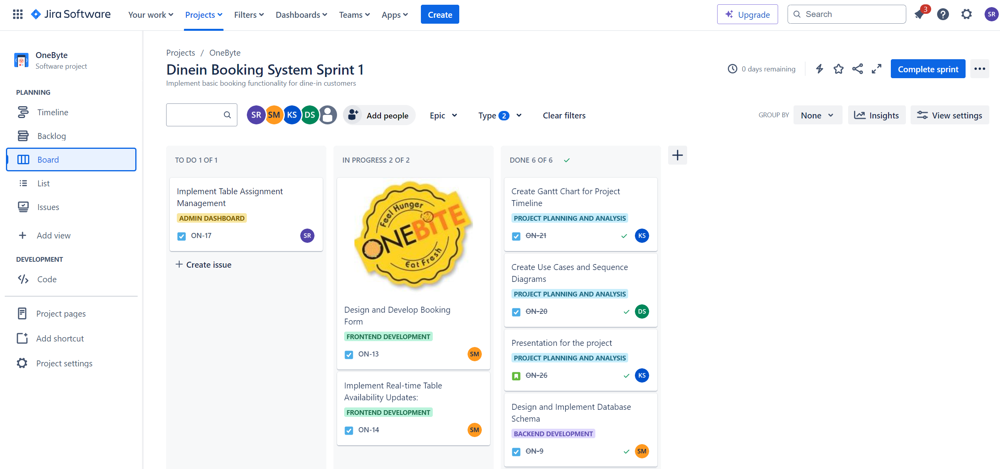 Jira Software
Your work
Projects
Filters
Dashboards
Teams
Apps
Create
Upgrade
Search
3
SR
OneByte
Software project
PLANNING
Timeline
Backlog
Board
List
Issues
Add view
DEVELOPMENT
Code
Project pages
Add shortcut
Project settings
Projects / OneByte
Dinein Booking System Sprint 1
Implement basic booking functionality for dine-in customers
0 days remaining
Complete sprint
SR SM KS DS
Add people
Epic
Type 2
Clear filters
GROUP BY
None
Insights
View settings
TO DO 1 OF 1
Implement Table Assignment
Management
ADMIN DASHBOARD
ON-17
SR
Create issue
IN PROGRESS 2 OF 2
Feel Hunger
ONEBiTE
Eat Fresh
Design and Develop Booking
Form
FRONTEND DEVELOPMENT
ON-13
SM
Implement Real-time Table
Availability Updates:
FRONTEND DEVELOPMENT
ON-14
SM
DONE 6 OF 6
Create Gantt Chart for Project
Timeline
PROJECT PLANNING AND ANALYSIS
ON-21
KS
Create Use Cases and Sequence
Diagrams
PROJECT PLANNING AND ANALYSIS
ON-20
DS
Presentation for the project
PROJECT PLANNING AND ANALYSIS
ON-26
KS
Design and Implement Database
Schema
BACKEND DEVELOPMENT
ON-9
SM